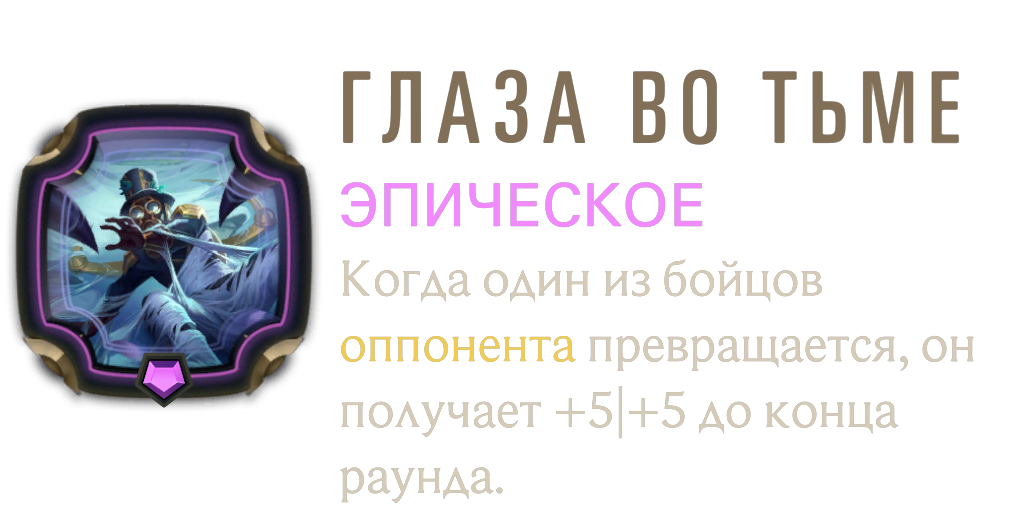 ГЛАЗА ВО ТЬМЕ
ЭПИЧЕСКОЕ
Когда один из бойцов
оппонента превращается, он
получает +5|+5 до конца
раунда.